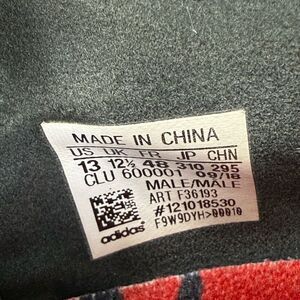 MADE IN CHINA
US UK FR JP CHN
13 12½ 48 310 295
CLU 600001 09/18
MALE/MALE
ART F36193
#121018530
F9W9DYH>00010
adidas